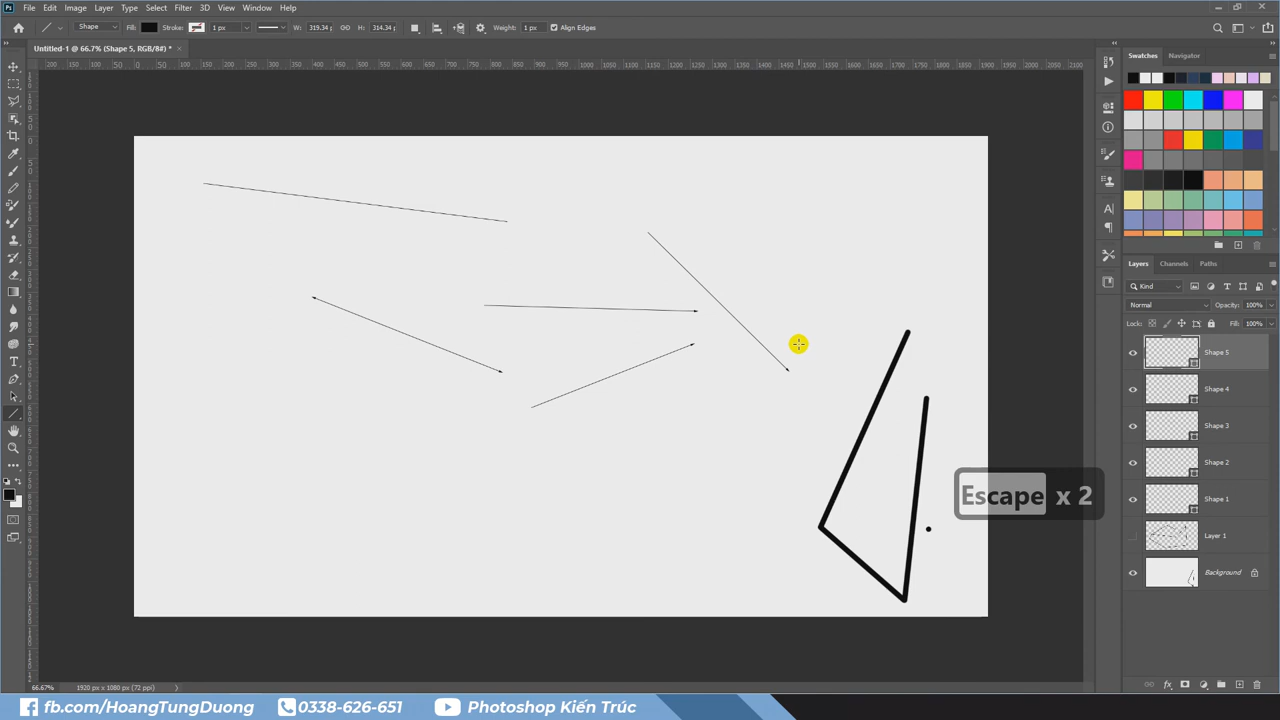 Ps File Edit Image Layer Type Select Filter 3D View Window Help
Shape Fill: Stroke: 1 px W: 319.34 H: 314.34 Weight: 1 px Align Edges
Untitled-1 @ 66.7% (Shape 5, RGB/8#) *
Swatches Navigator
Layers Channels Paths
Kind
Normal Opacity: 100%
Lock: Fill: 100%
Shape 5
Shape 4
Shape 3
Shape 2
Shape 1
Layer 1
Background
Escape x 2
66.67% 1920 px x 1080 px (72 ppi)
fb.com/HoangTungDuong 0338-626-651 Photoshop Kiến Trúc